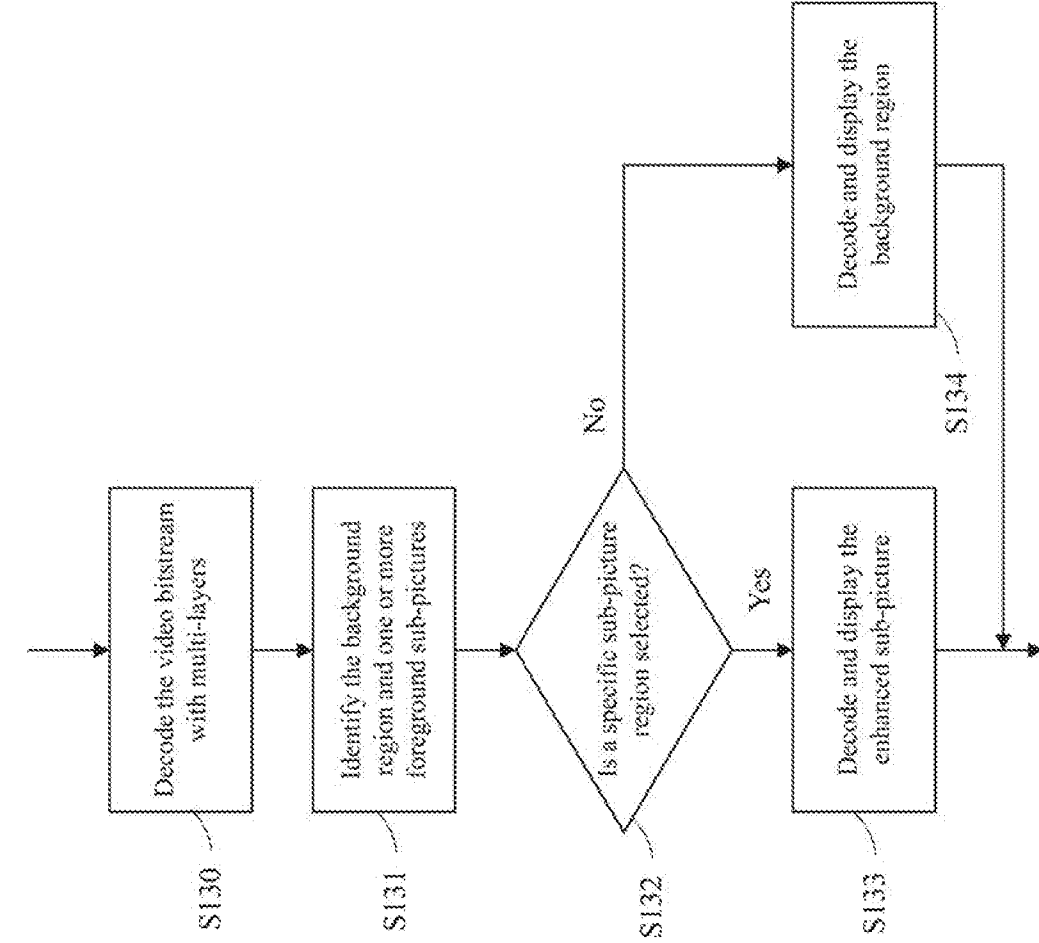 Decode the video bitstream
with multi-layers
S130
Identify the background
region and one or more
foreground sub-pictures
S131
Is a specific sub-picture
region selected?
S132
No
Yes
Decode and display the
enhanced sub-picture
S133
Decode and display the
background region
S134